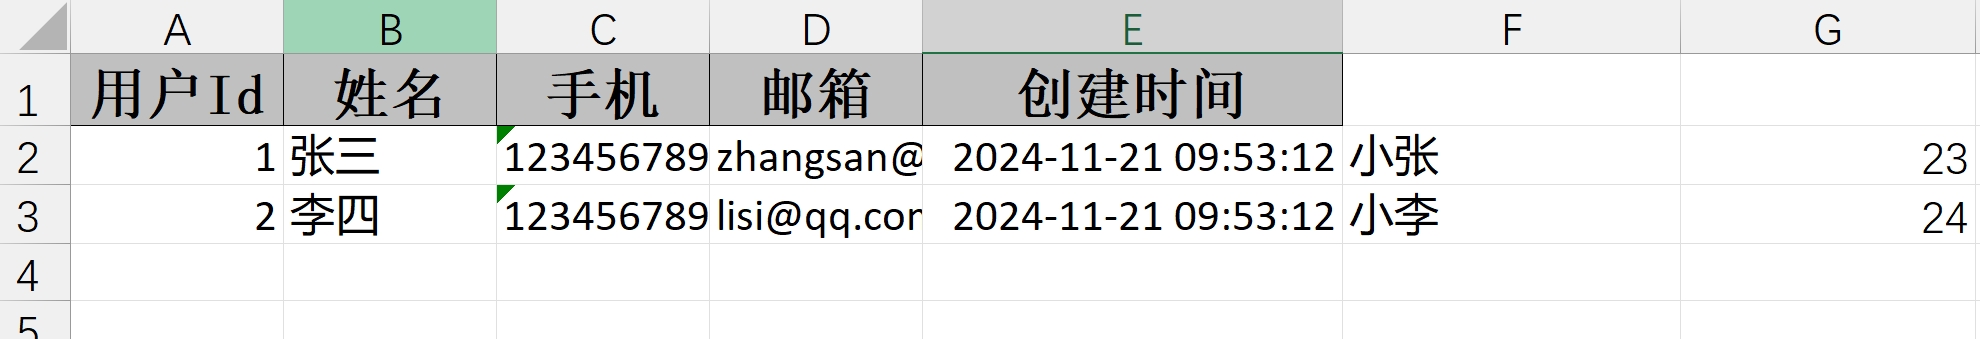 A B C D E F G
1 用户Id 姓名 手机 邮箱 创建时间
2 1 张三 123456789 zhangsan@ 2024-11-21 09:53:12 小张 23
3 2 李四 123456789 lisi@qq.con 2024-11-21 09:53:12 小李 24
4
5